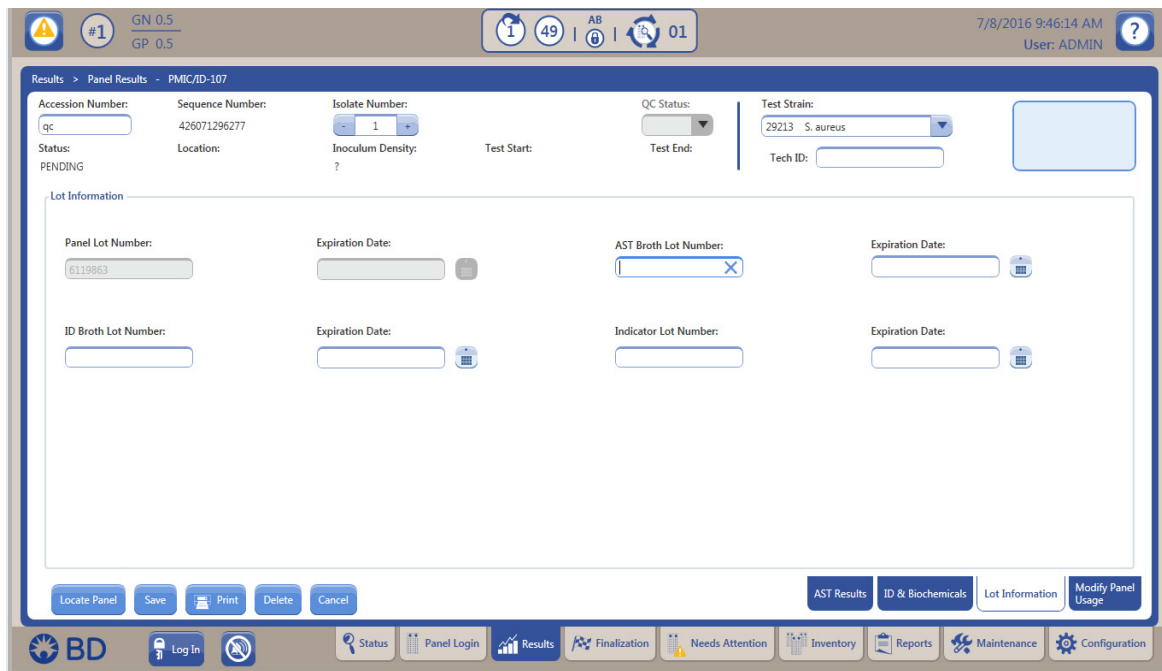 #1
GN 0.5
GP 0.5
1
49
AB
01
7/8/2016 9:46:14 AM
User: ADMIN
?
Results > Panel Results - PMIC/ID-107
Accession Number:
Sequence Number:
Isolate Number:
QC Status:
Test Strain:
qc
426071296277
- 1 +
29213 S. aureus
Status:
Location:
Inoculum Density:
Test Start:
Test End:
Tech ID:
PENDING
?
Lot Information
Panel Lot Number:
Expiration Date:
AST Broth Lot Number:
Expiration Date:
6119863
ID Broth Lot Number:
Expiration Date:
Indicator Lot Number:
Expiration Date:
Locate Panel
Save
Print
Delete
Cancel
AST Results
ID & Biochemicals
Lot Information
Modify Panel
Usage
BD
Log In
Status
Panel Login
Results
Finalization
Needs Attention
Inventory
Reports
Maintenance
Configuration